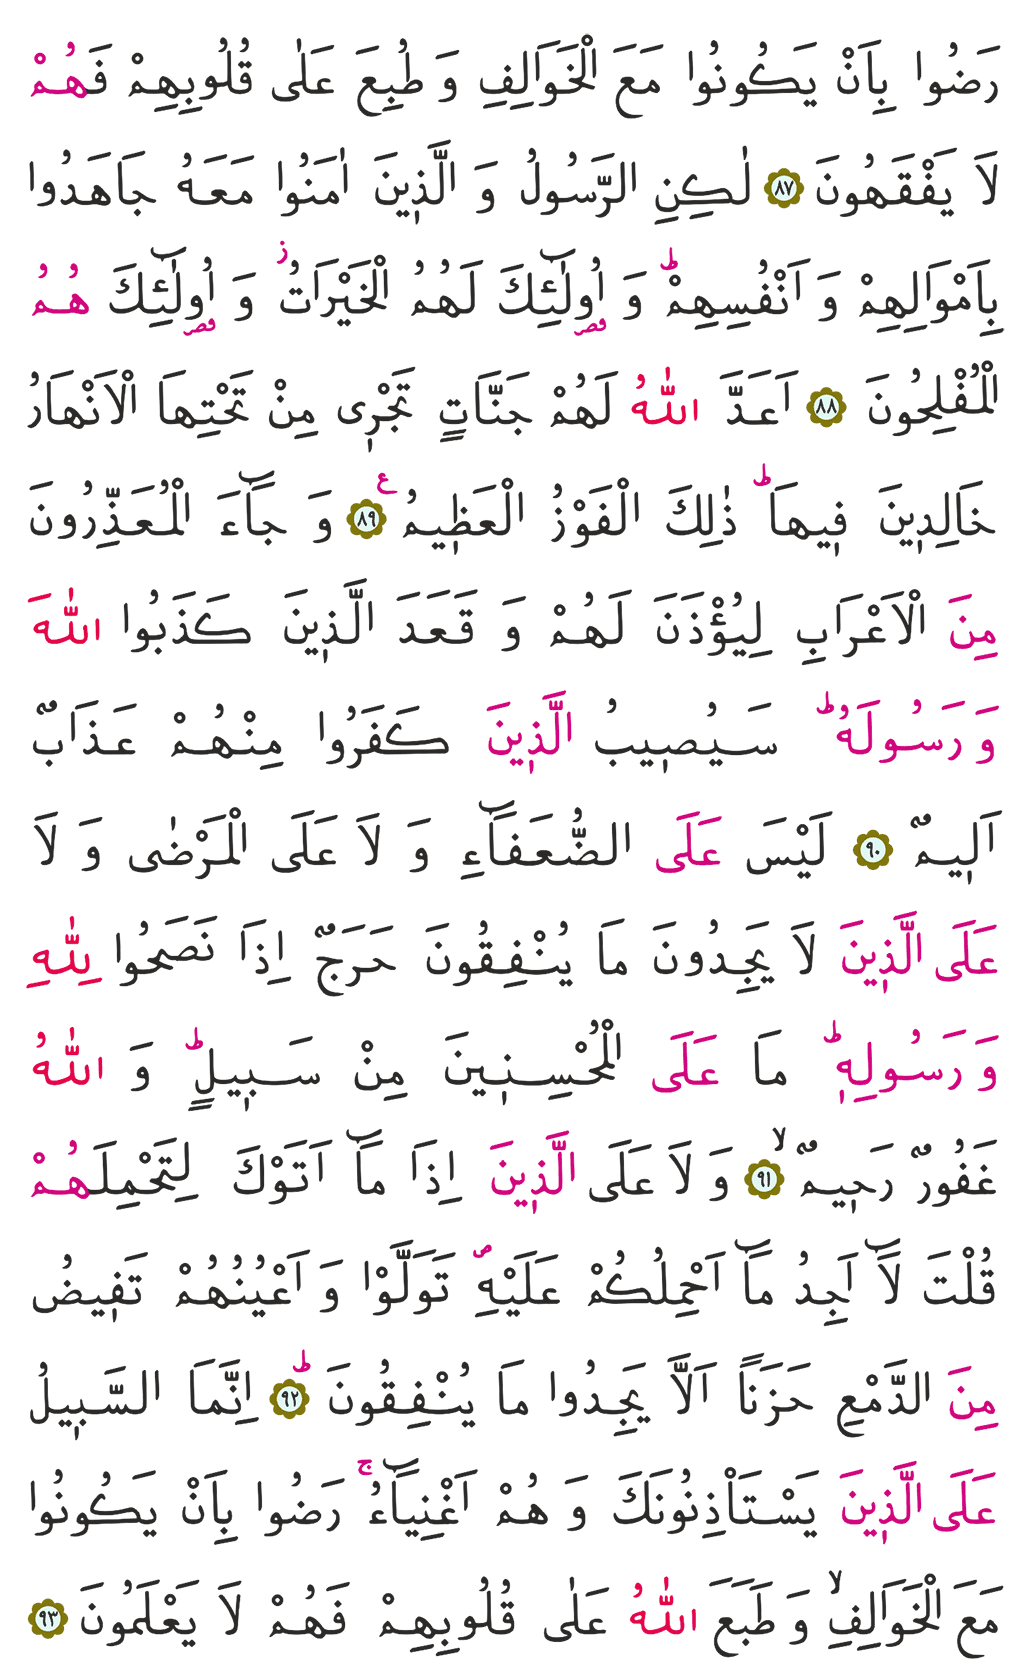 رَضُوا بِاَنْ يَكُونُوا مَعَ الْخَوَالِفِ وَ طُبِعَ عَلٰى قُلُوبِهِمْ فَهُمْ
لَا يَفْقَهُونَ ﴿٨٧﴾ لٰكِنِ الرَّسُولُ وَ الَّذٖينَ اٰمَنُوا مَعَهُ جَاهَدُوا
بِاَمْوَالِهِمْ وَ اَنْفُسِهِمْؕ وَ اُو۬لٰٓئِكَ لَهُمُ الْخَيْرَاتُؗ وَ اُو۬لٰٓئِكَ هُمُ
الْمُفْلِحُونَ ﴿٨٨﴾ اَعَدَّ اللّٰهُ لَهُمْ جَنَّاتٍ تَجْرٖى مِنْ تَحْتِهَا الْاَنْهَارُ
خَالِدٖينَ فٖيهَاؕ ذٰلِكَ الْفَوْزُ الْعَظٖيمُ ࣖ ﴿٨٩﴾ وَ جَٓاءَ الْمُعَذِّرُونَ
مِنَ الْاَعْرَابِ لِيُؤْذَنَ لَهُمْ وَ قَعَدَ الَّذٖينَ كَذَبُوا اللّٰهَ
وَ رَسُولَهُؕ سَيُصٖيبُ الَّذٖينَ كَفَرُوا مِنْهُمْ عَذَابٌ
اَلٖيمٌ ﴿٩٠﴾ لَيْسَ عَلَى الضُّعَفَٓاءِ وَ لَا عَلَى الْمَرْضٰى وَ لَا
عَلَى الَّذٖينَ لَا يَجِدُونَ مَا يُنْفِقُونَ حَرَجٌ اِذَا نَصَحُوا لِلّٰهِ
وَ رَسُولِهٖؕ مَا عَلَى الْمُحْسِنٖينَ مِنْ سَبٖيلٍؕ وَ اللّٰهُ
غَفُورٌ رَحٖيمٌۙ ﴿٩١﴾ وَ لَا عَلَى الَّذٖينَ اِذَا مَٓا اَتَوْكَ لِتَحْمِلَهُمْ
قُلْتَ لَٓا اَجِدُ مَٓا اَحْمِلُكُمْ عَلَيْهِࣕ تَوَلَّوْا وَ اَعْيُنُهُمْ تَفٖيضُ
مِنَ الدَّمْعِ حَزَنًا اَلَّا يَجِدُوا مَا يُنْفِقُونَؕ ﴿٩٢﴾ اِنَّمَا السَّبٖيلُ
عَلَى الَّذٖينَ يَسْتَاْذِنُونَكَ وَ هُمْ اَغْنِيَٓاءُۚ رَضُوا بِاَنْ يَكُونُوا
مَعَ الْخَوَالِفِۙ وَ طَبَعَ اللّٰهُ عَلٰى قُلُوبِهِمْ فَهُمْ لَا يَعْلَمُونَ ﴿٩٣﴾